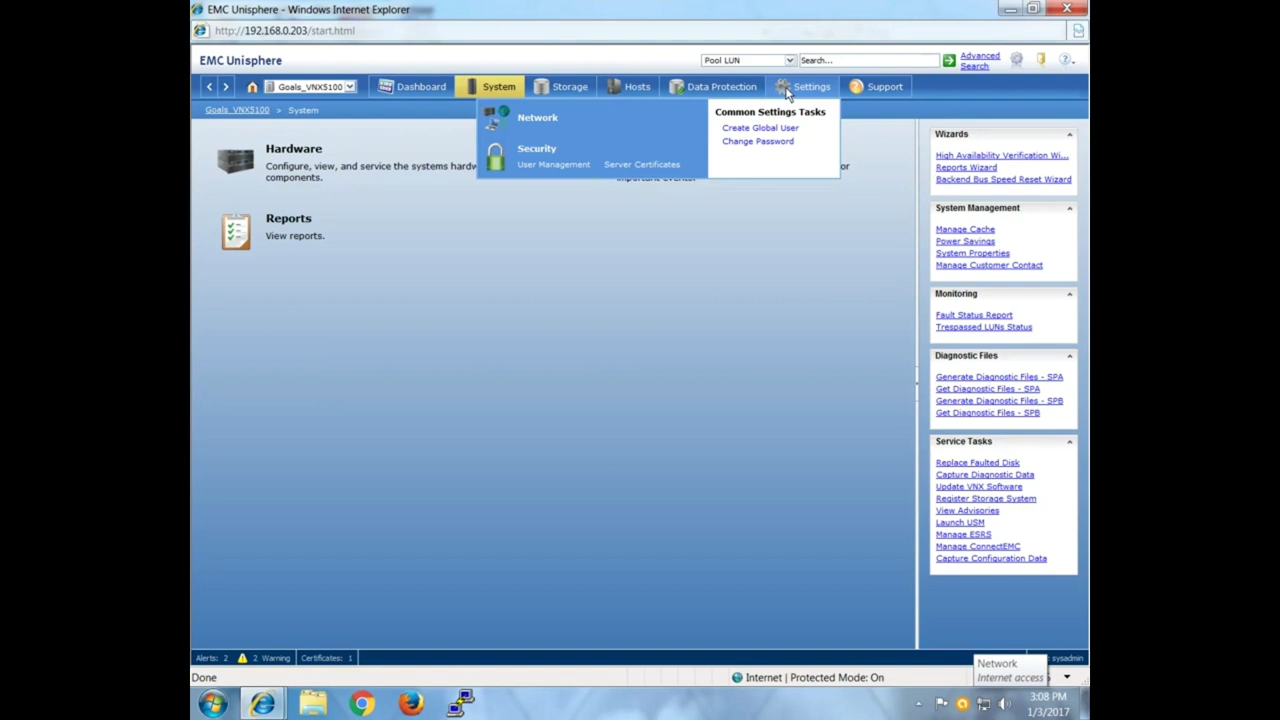 EMC Unisphere - Windows Internet Explorer
http://192.168.0.203/start.html
EMC Unisphere
Pool LUN
Search...
Advanced
Search
Goals_VNX5100
Dashboard
System
Storage
Hosts
Data Protection
Settings
Support
Goals_VNX5100 > System
Network
Security
User Management
Server Certificates
Common Settings Tasks
Create Global User
Change Password
Hardware
Configure, view, and service the systems hardw
components.
or
important events.
Reports
View reports.
Wizards
High Availability Verification Wi...
Reports Wizard
Backend Bus Speed Reset Wizard
System Management
Manage Cache
Power Savings
System Properties
Manage Customer Contact
Monitoring
Fault Status Report
Trespassed LUNs Status
Diagnostic Files
Generate Diagnostic Files - SPA
Get Diagnostic Files - SPA
Generate Diagnostic Files - SPB
Get Diagnostic Files - SPB
Service Tasks
Replace Faulted Disk
Capture Diagnostic Data
Update VNX Software
Register Storage System
View Advisories
Launch USM
Manage ESRS
Manage ConnectEMC
Capture Configuration Data
Alerts: 2
2 Warning
Certificates: 1
sysadmin
Network
Internet access
Done
Internet | Protected Mode: On
3:08 PM
1/3/2017